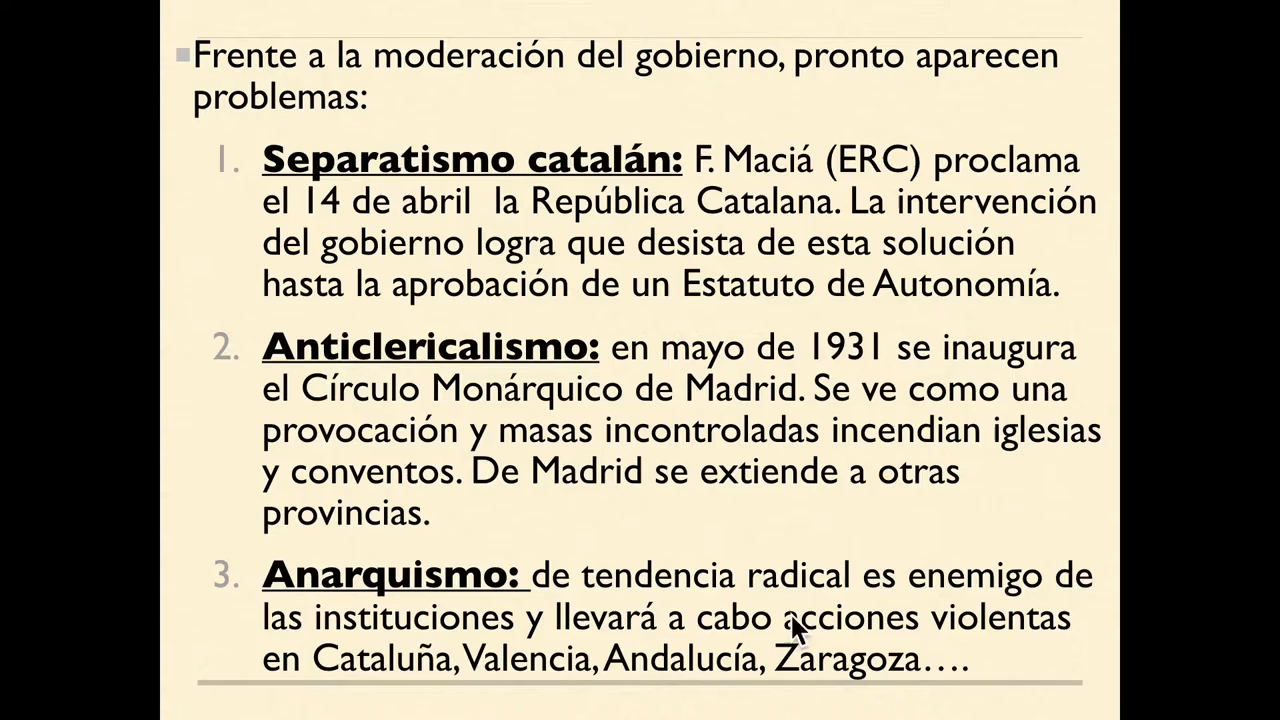 Frente a la moderación del gobierno, pronto aparecen
problemas:
1. Separatismo catalán: F. Maciá (ERC) proclama
el 14 de abril la República Catalana. La intervención
del gobierno logra que desista de esta solución
hasta la aprobación de un Estatuto de Autonomía.
2. Anticlericalismo: en mayo de 1931 se inaugura
el Círculo Monárquico de Madrid. Se ve como una
provocación y masas incontroladas incendian iglesias
y conventos. De Madrid se extiende a otras
provincias.
3. Anarquismo: de tendencia radical es enemigo de
las instituciones y llevará a cabo acciones violentas
en Cataluña, Valencia, Andalucía, Zaragoza….